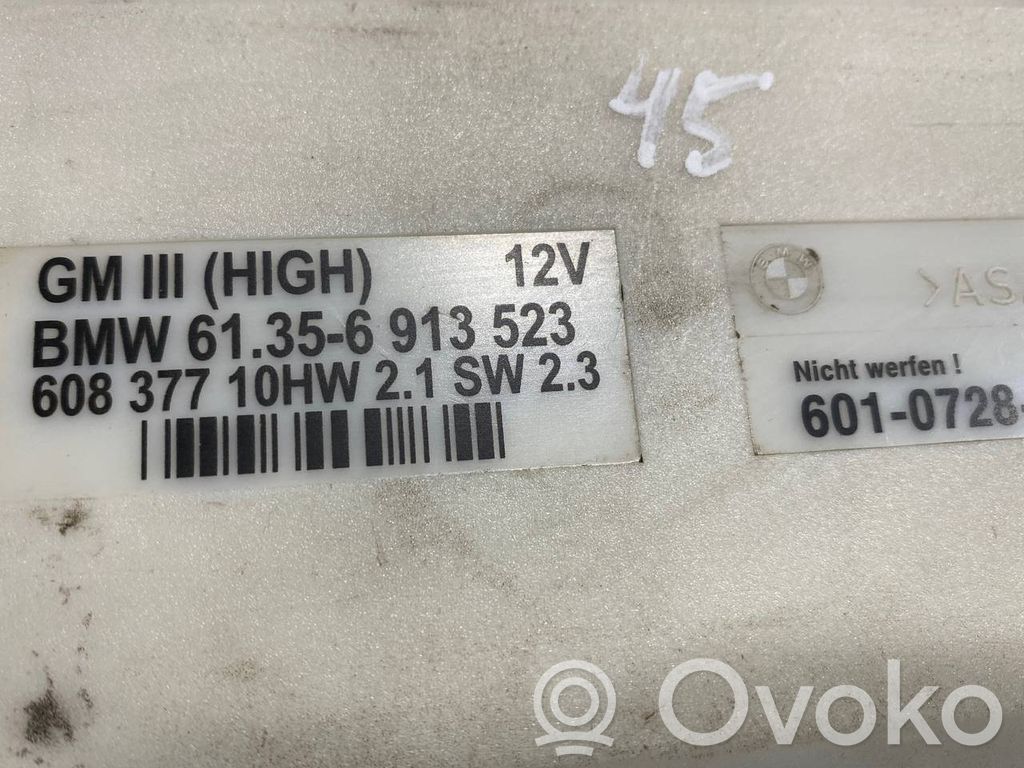 45
GM III (HIGH) 12V
BMW 61.35-6 913 523
608 377 10HW 2.1 SW 2.3
BMW
>AS
Nicht werfen !
601-0728-
Ovoko